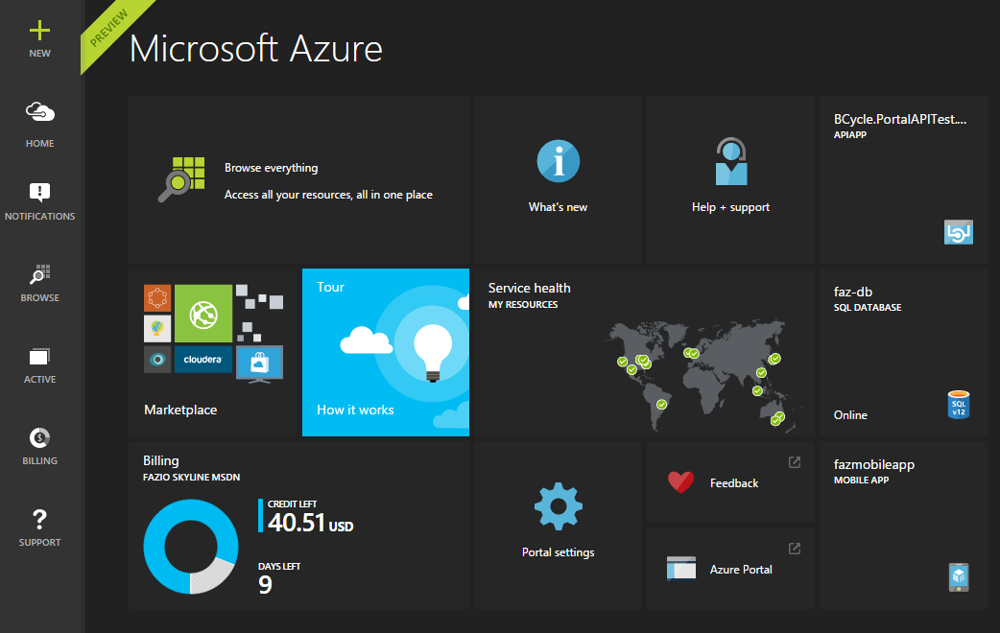 NEW
HOME
NOTIFICATIONS
BROWSE
ACTIVE
BILLING
SUPPORT
PREVIEW
Microsoft Azure
Browse everything
Access all your resources, all in one place
What's new
Help + support
BCycle.PortalAPITest....
APIAPP
cloudera
Marketplace
Tour
How it works
Service health
MY RESOURCES
faz-db
SQL DATABASE
Online
SQL
v12
Billing
FAZIO SKYLINE MSDN
CREDIT LEFT
40.51 USD
DAYS LEFT
9
Portal settings
Feedback
Azure Portal
fazmobileapp
MOBILE APP